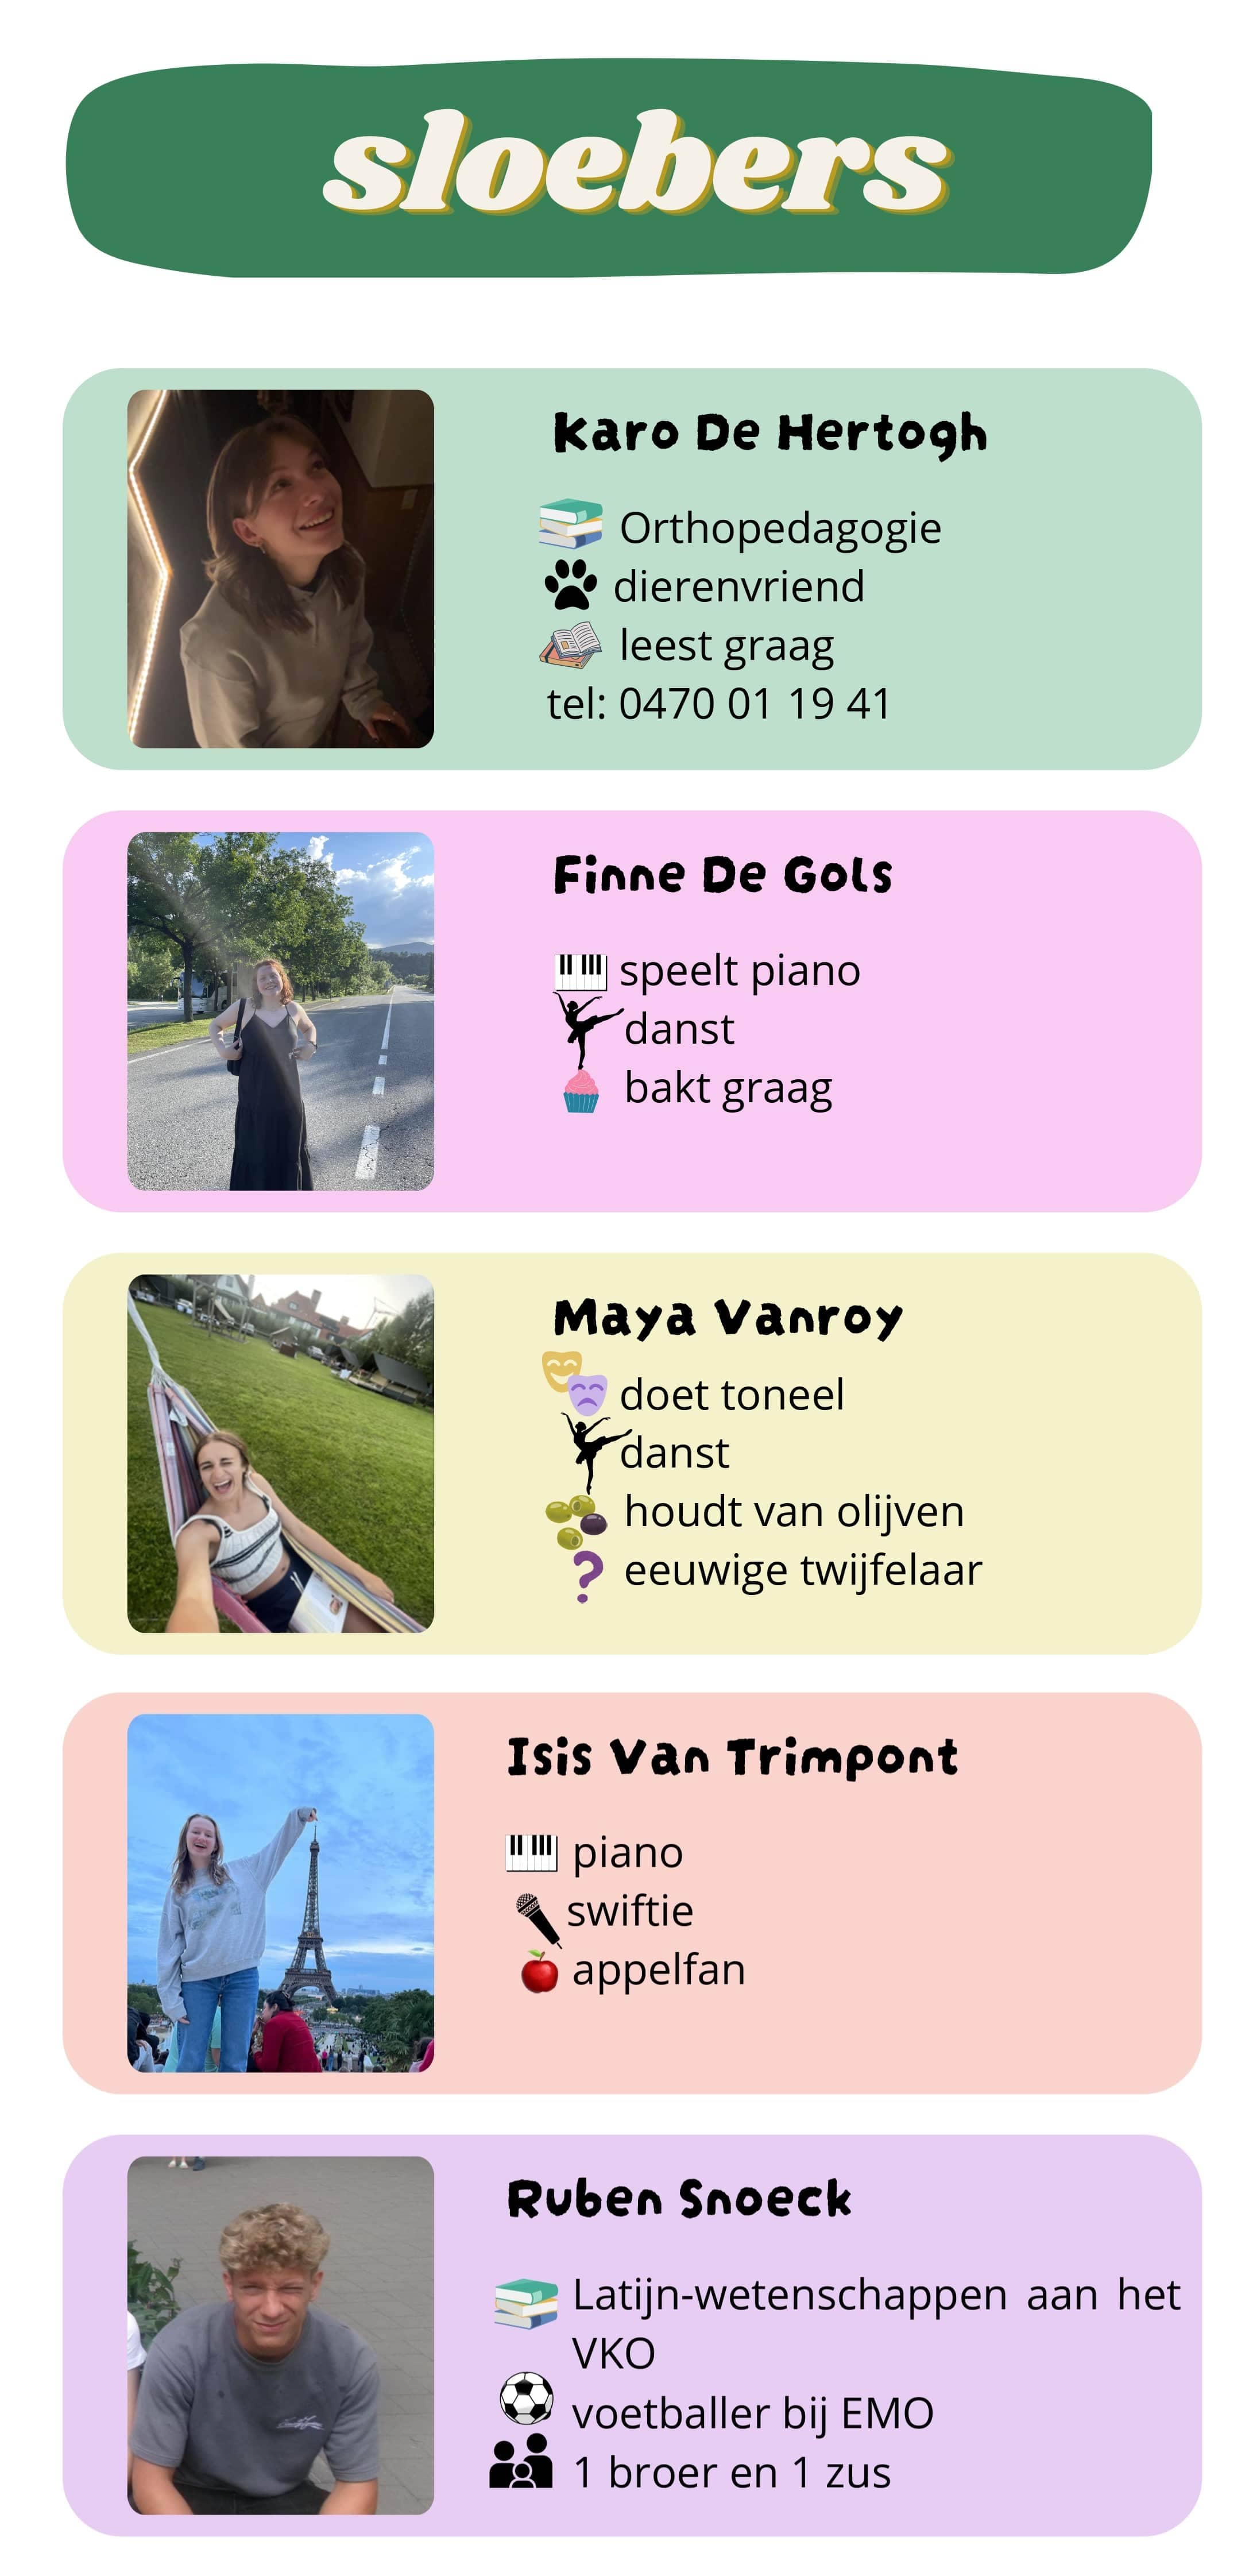 sloebers
Karo De Hertogh
Orthopedagogie
dierenvriend
leest graag
tel: 0470 01 19 41
Finne De Gols
speelt piano
danst
bakt graag
Maya Vanroy
doet toneel
danst
houdt van olijven
eeuwige twijfelaar
Isis Van Trimpont
piano
swiftie
appelfan
Ruben Snoeck
Latijn-wetenschappen aan het
VKO
voetballer bij EMO
1 broer en 1 zus